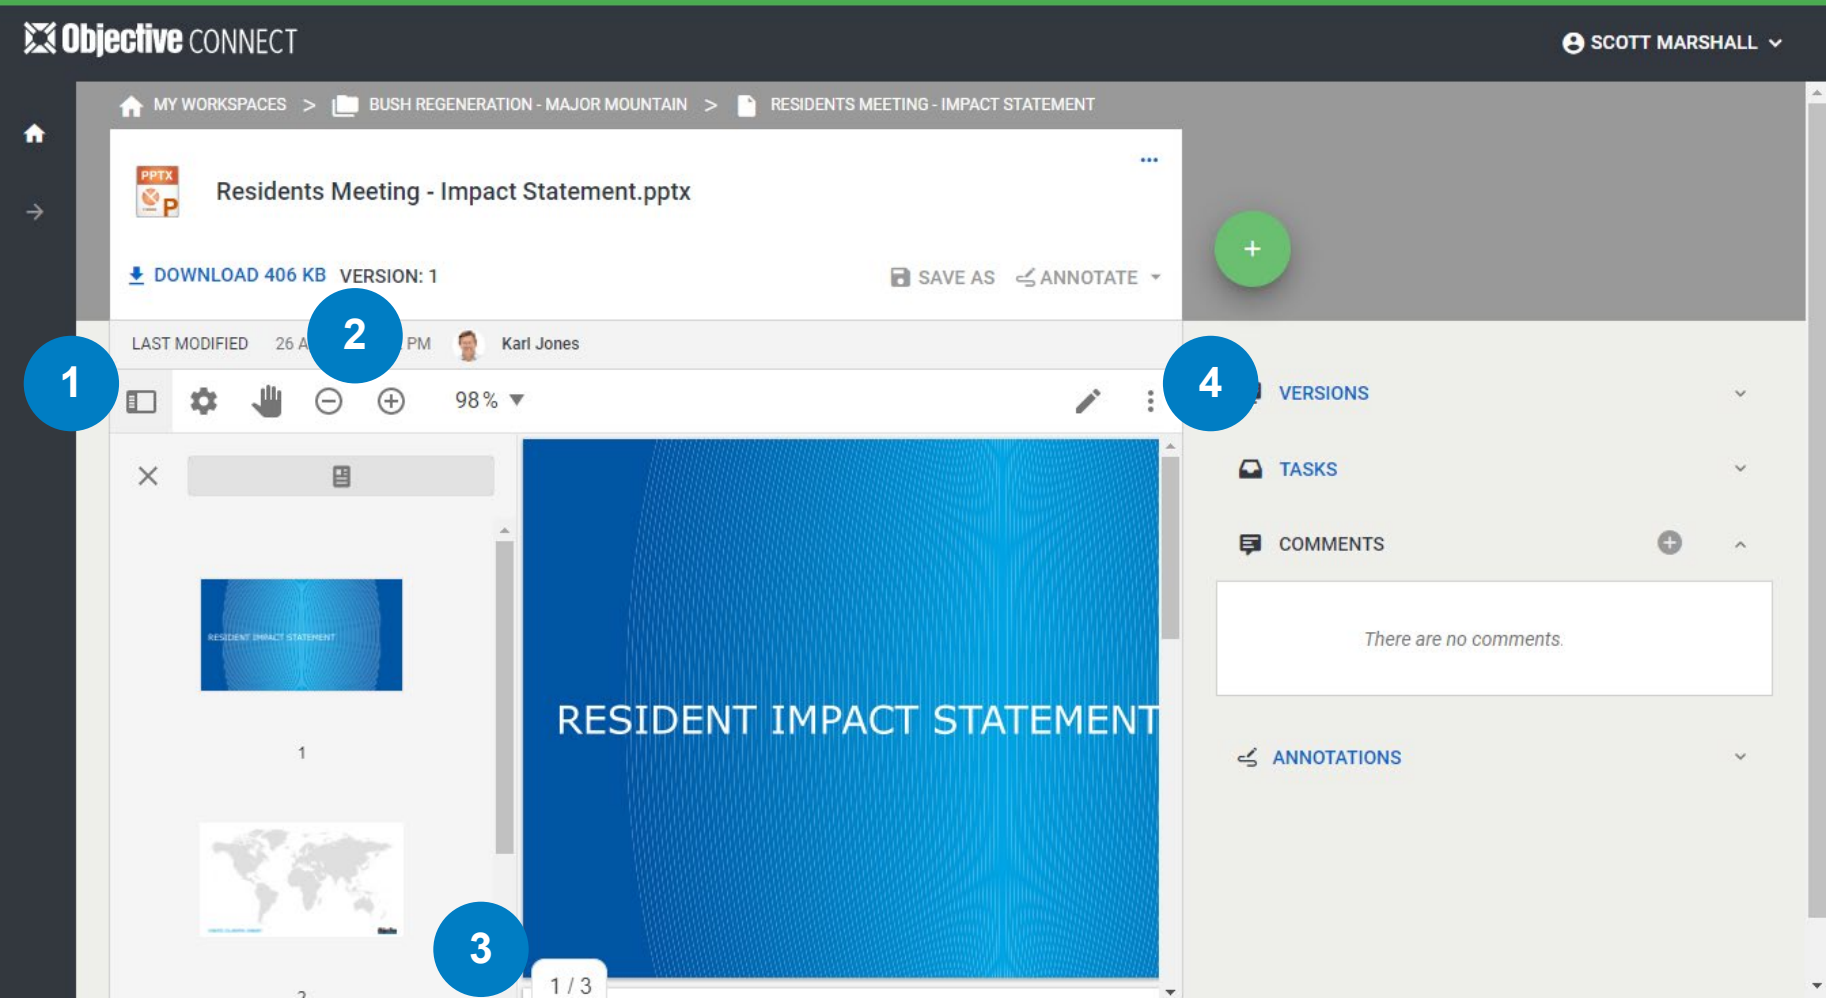 Objective CONNECT
SCOTT MARSHALL
MY WORKSPACES > BUSH REGENERATION - MAJOR MOUNTAIN > RESIDENTS MEETING - IMPACT STATEMENT
PPTX
P
Residents Meeting - Impact Statement.pptx
DOWNLOAD 406 KB VERSION: 1
SAVE AS ANNOTATE
LAST MODIFIED 26 A PM Karl Jones
1
2
4
98% 
VERSIONS
TASKS
COMMENTS
There are no comments.
ANNOTATIONS
RESIDENT IMPACT STATEMENT
1
RESIDENT IMPACT STATEMENT
3
2
1 / 3